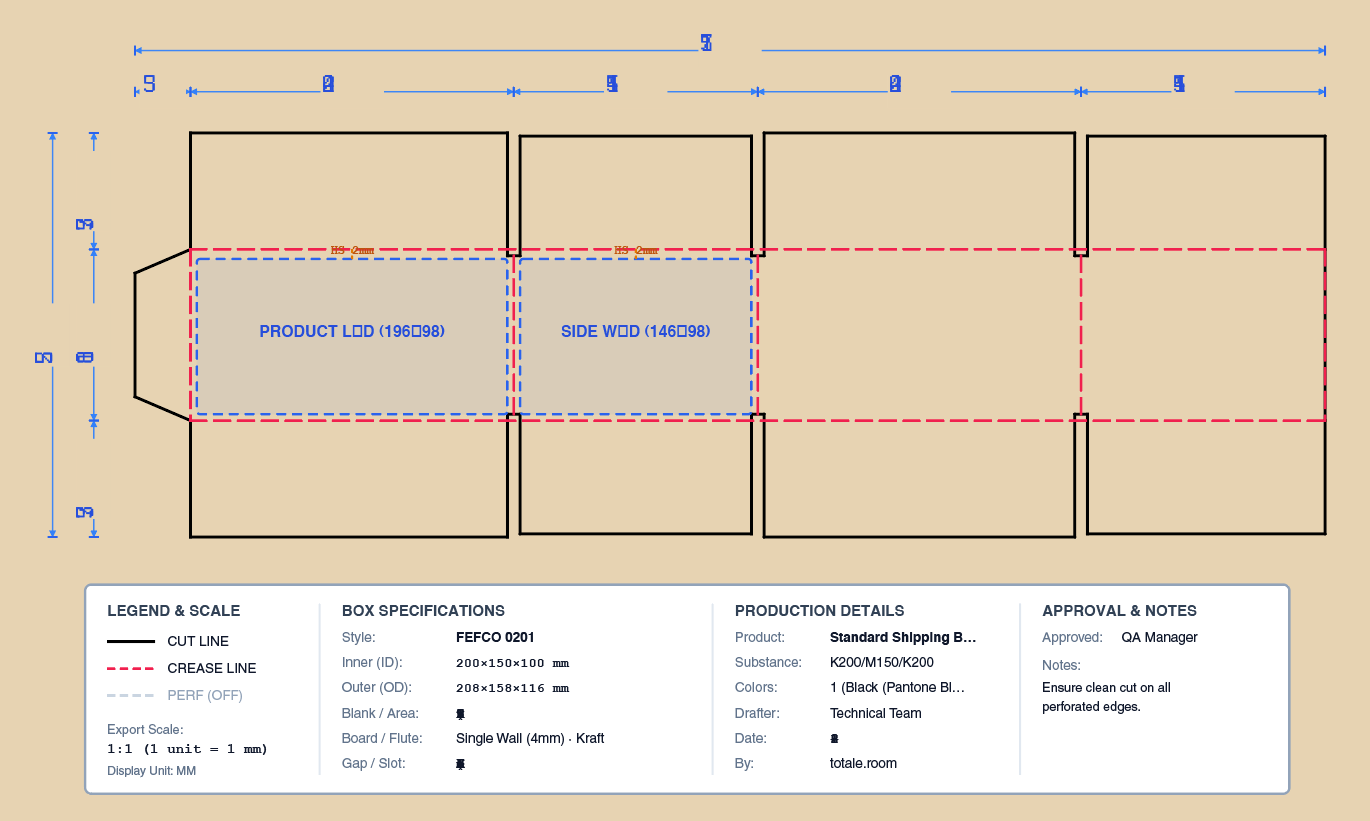 HS 2mm
HS 2mm
PRODUCT L□D (196□98)
SIDE W□D (146□98)
LEGEND & SCALE
CUT LINE
CREASE LINE
PERF (OFF)
Export Scale:
1:1 (1 unit = 1 mm)
Display Unit: MM
BOX SPECIFICATIONS
Style: FEFCO 0201
Inner (ID): 200×150×100 mm
Outer (OD): 208×158×116 mm
Blank / Area:
Board / Flute: Single Wall (4mm) · Kraft
Gap / Slot:
PRODUCTION DETAILS
Product: Standard Shipping B...
Substance: K200/M150/K200
Colors: 1 (Black (Pantone Bl...
Drafter: Technical Team
Date:
By: totale.room
APPROVAL & NOTES
Approved: QA Manager
Notes:
Ensure clean cut on all
perforated edges.